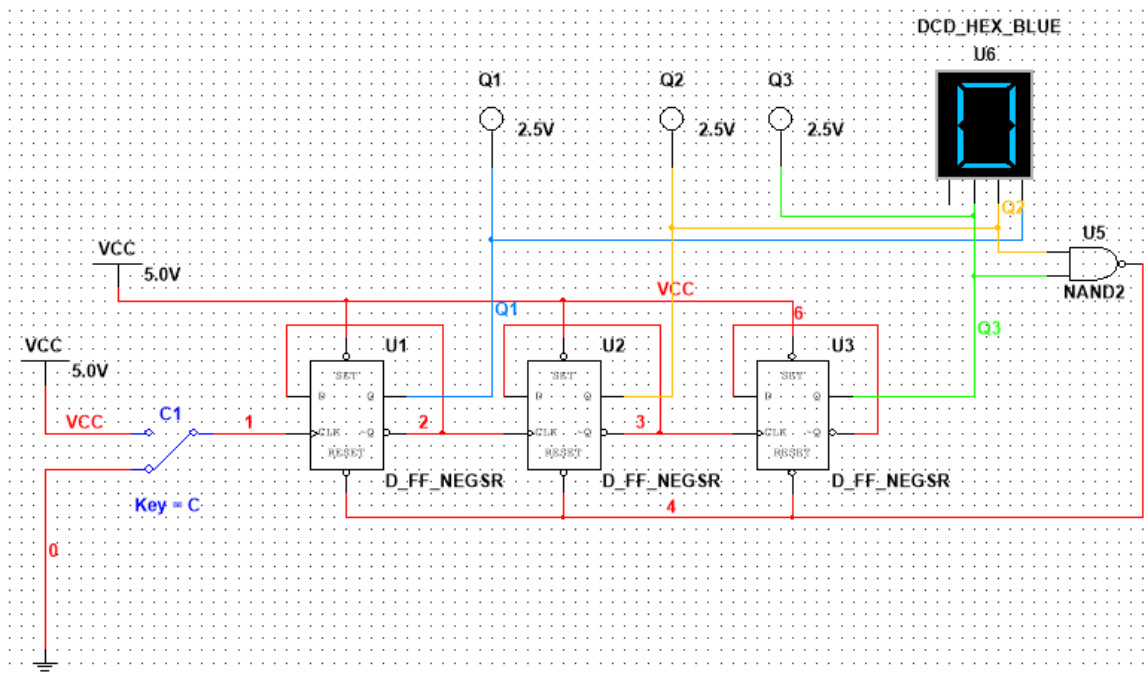 DCD_HEX_BLUE
U6
Q1
Q2
Q3
2.5V
2.5V
2.5V
Q2
U5
NAND2
VCC
5.0V
VCC
Q1
6
Q3
VCC
5.0V
U1
U2
U3
SET
D
Q
CLK
~Q
RESET
D_FF_NEGSR
SET
D
Q
CLK
~Q
RESET
D_FF_NEGSR
SET
D
Q
CLK
~Q
RESET
D_FF_NEGSR
VCC
C1
1
2
3
4
Key = C
0
0